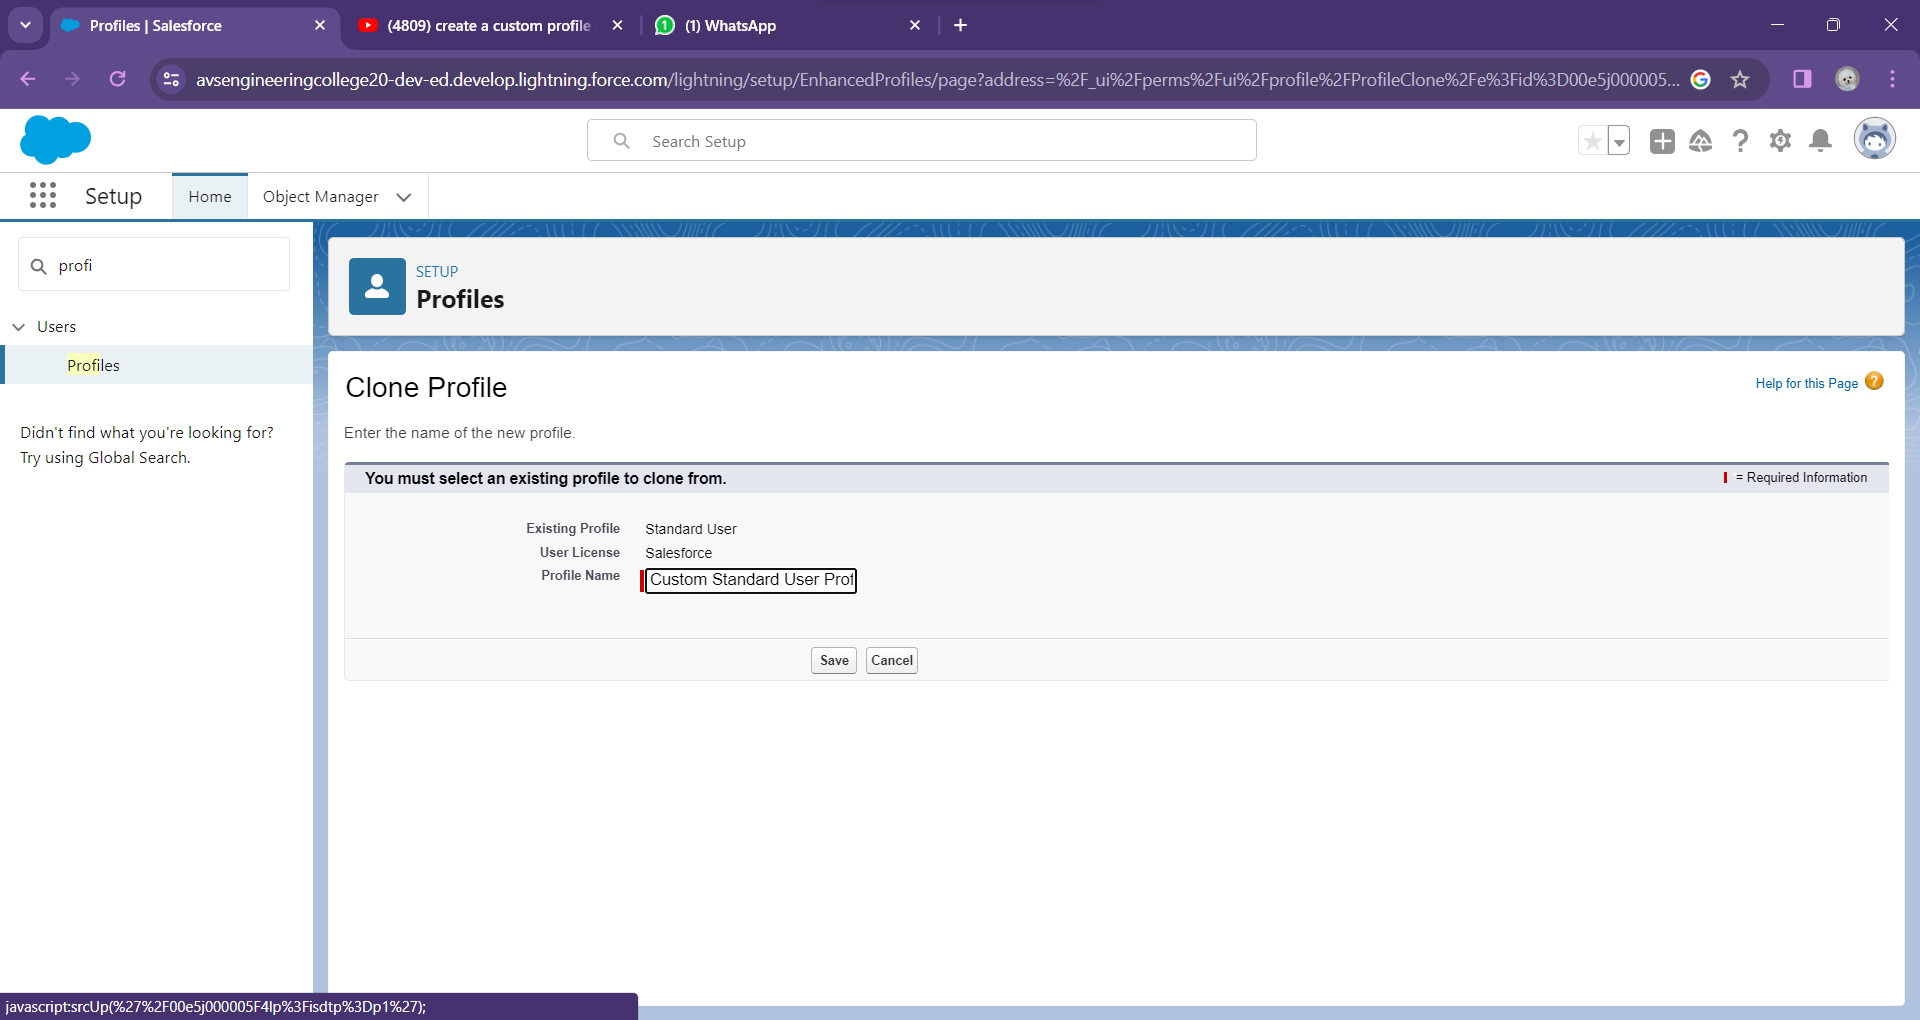 Profiles | Salesforce
(4809) create a custom profile
(1) WhatsApp
avsengineeringcollege20-dev-ed.develop.lightning.force.com/lightning/setup/EnhancedProfiles/page?address=%2F_ui%2Fperms%2Fui%2Fprofile%2FProfileClone%2Fe%3Fid%3D00e5j000005...
Search Setup
Setup
Home
Object Manager
profi
Users
Profiles
Didn't find what you're looking for?
Try using Global Search.
SETUP
Profiles
Clone Profile
Help for this Page
Enter the name of the new profile.
You must select an existing profile to clone from.
= Required Information
Existing Profile Standard User
User License Salesforce
Profile Name Custom Standard User Prof
Save Cancel
javascript:srcUp(%27%2F00e5j000005F4lp%3Fisdtp%3Dp1%27);